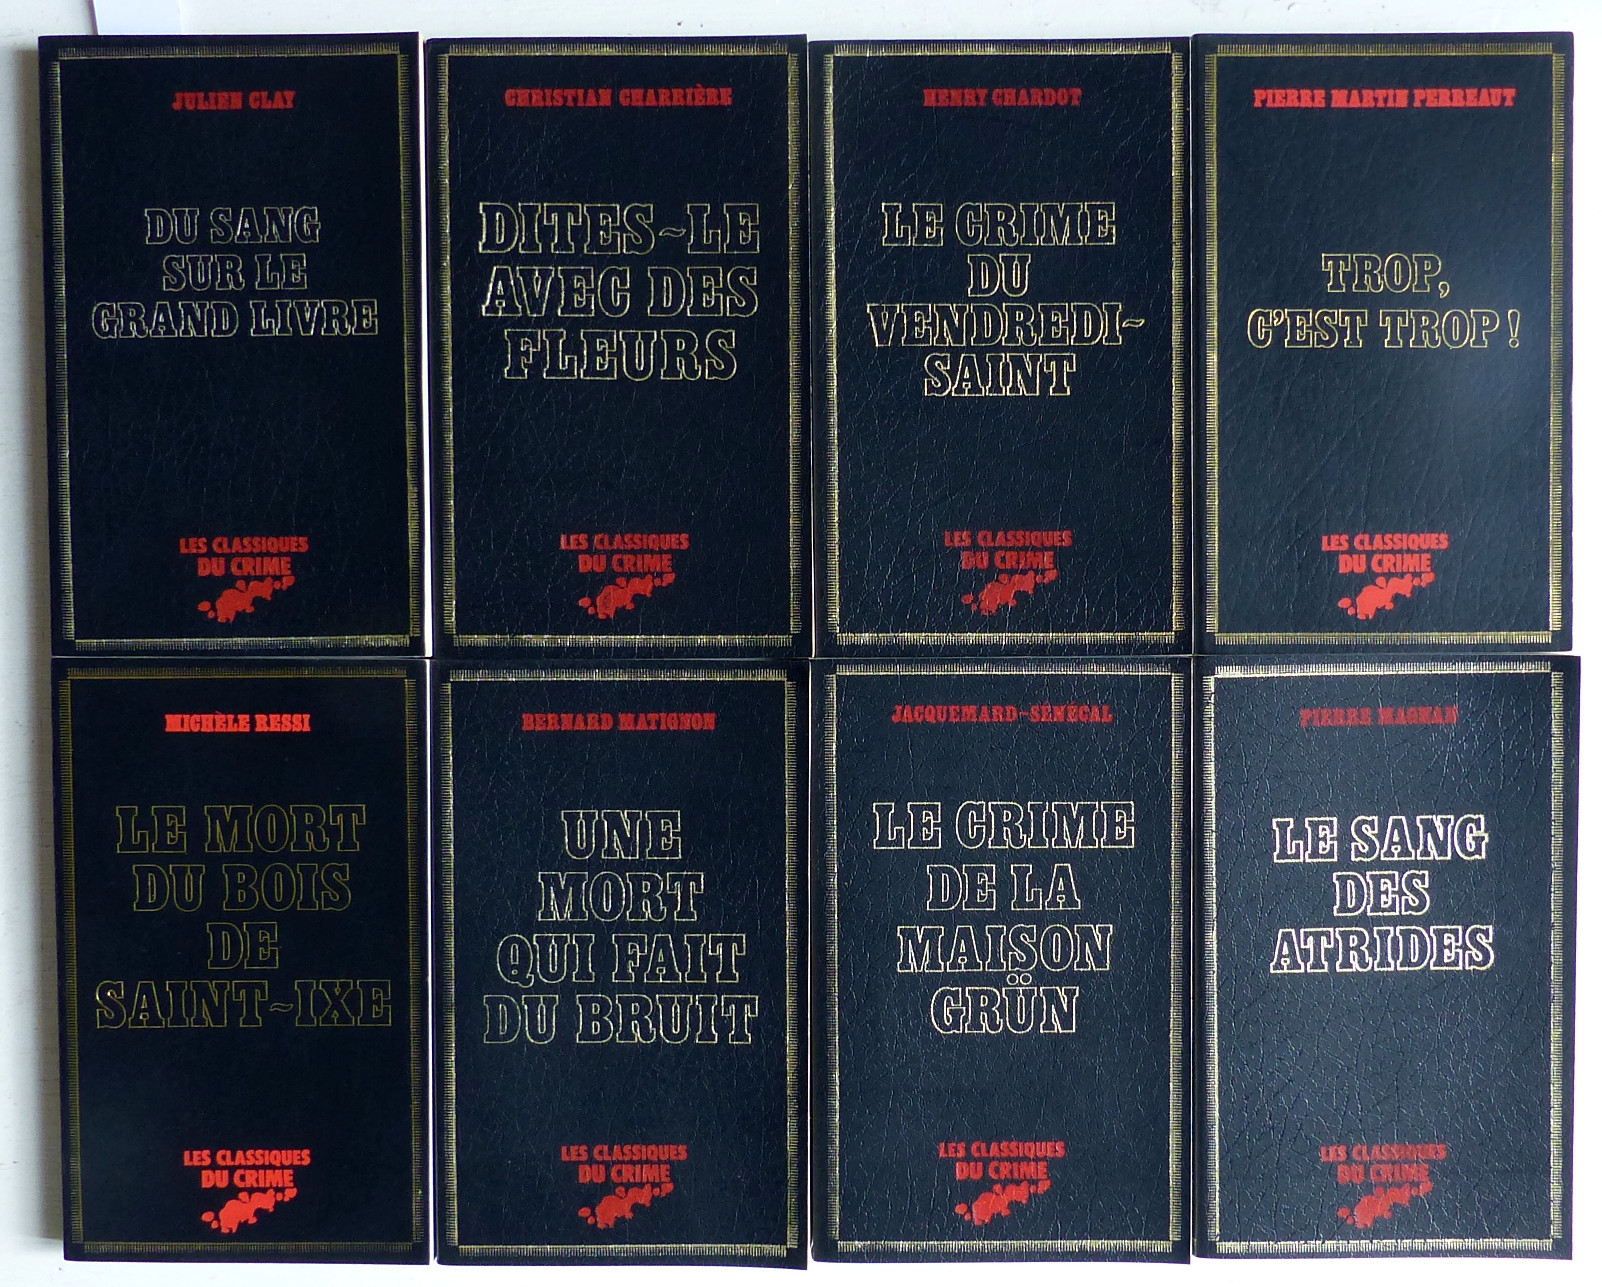 JULIEN CLAY
DU SANG
SUR LE
GRAND LIVRE
LES CLASSIQUES
DU CRIME
CHRISTIAN CHARRIÈRE
DITES-LE
AVEC DES
FLEURS
LES CLASSIQUES
DU CRIME
HENRY CHARDOT
LE CRIME
DU
VENDREDI-
SAINT
LES CLASSIQUES
DU CRIME
PIERRE MARTIN PERREAUT
TROP,
C'EST TROP !
LES CLASSIQUES
DU CRIME
MICHÈLE RESSI
LE MORT
DU BOIS
DE
SAINT-IXE
LES CLASSIQUES
DU CRIME
BERNARD MATIGNON
UNE
MORT
QUI FAIT
DU BRUIT
LES CLASSIQUES
DU CRIME
JACQUEMARD-SÉNÉCAL
LE CRIME
DE LA
MAISON
GRÜN
LES CLASSIQUES
DU CRIME
PIERRE MAGNAN
LE SANG
DES
ATRIDES
LES CLASSIQUES
DU CRIME